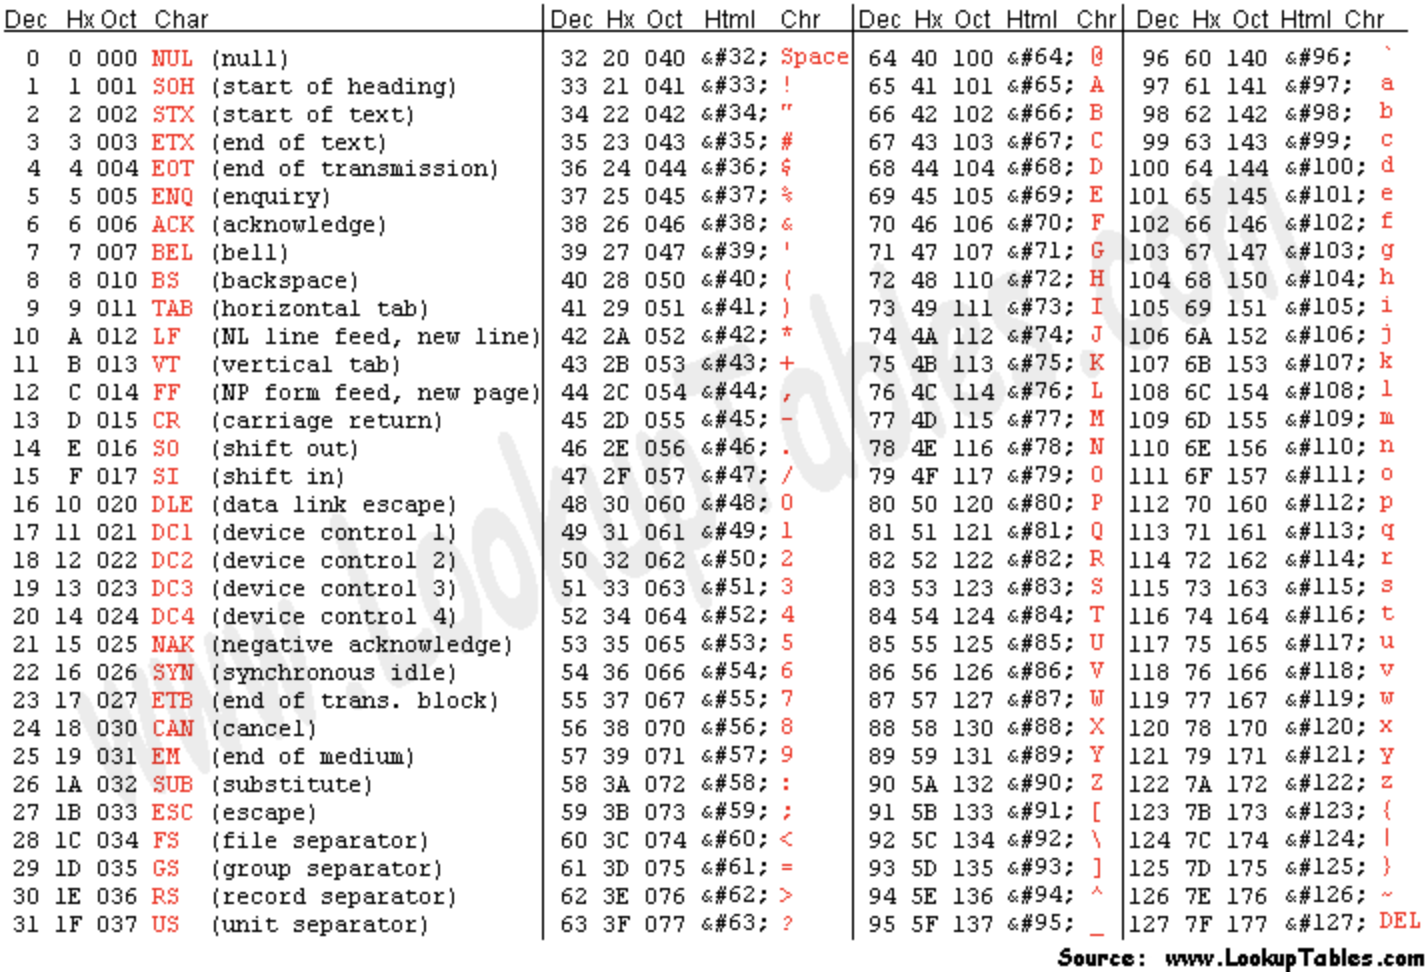 Dec Hx Oct Char Dec Hx Oct Html Chr Dec Hx Oct Html Chr Dec Hx Oct Html Chr
0 0 000 NUL (null) 32 20 040 &#32; Space 64 40 100 &#64; @ 96 60 140 &#96; `
1 1 001 SOH (start of heading) 33 21 041 &#33; ! 65 41 101 &#65; A 97 61 141 &#97; a
2 2 002 STX (start of text) 34 22 042 &#34; " 66 42 102 &#66; B 98 62 142 &#98; b
3 3 003 ETX (end of text) 35 23 043 &#35; # 67 43 103 &#67; C 99 63 143 &#99; c
4 4 004 EOT (end of transmission) 36 24 044 &#36; $ 68 44 104 &#68; D 100 64 144 &#100; d
5 5 005 ENQ (enquiry) 37 25 045 &#37; % 69 45 105 &#69; E 101 65 145 &#101; e
6 6 006 ACK (acknowledge) 38 26 046 &#38; & 70 46 106 &#70; F 102 66 146 &#102; f
7 7 007 BEL (bell) 39 27 047 &#39; ' 71 47 107 &#71; G 103 67 147 &#103; g
8 8 010 BS (backspace) 40 28 050 &#40; ( 72 48 110 &#72; H 104 68 150 &#104; h
9 9 011 TAB (horizontal tab) 41 29 051 &#41; ) 73 49 111 &#73; I 105 69 151 &#105; i
10 A 012 LF (NL line feed, new line) 42 2A 052 &#42; * 74 4A 112 &#74; J 106 6A 152 &#106; j
11 B 013 VT (vertical tab) 43 2B 053 &#43; + 75 4B 113 &#75; K 107 6B 153 &#107; k
12 C 014 FF (NP form feed, new page) 44 2C 054 &#44; , 76 4C 114 &#76; L 108 6C 154 &#108; l
13 D 015 CR (carriage return) 45 2D 055 &#45; - 77 4D 115 &#77; M 109 6D 155 &#109; m
14 E 016 SO (shift out) 46 2E 056 &#46; . 78 4E 116 &#78; N 110 6E 156 &#110; n
15 F 017 SI (shift in) 47 2F 057 &#47; / 79 4F 117 &#79; O 111 6F 157 &#111; o
16 10 020 DLE (data link escape) 48 30 060 &#48; 0 80 50 120 &#80; P 112 70 160 &#112; p
17 11 021 DC1 (device control 1) 49 31 061 &#49; 1 81 51 121 &#81; Q 113 71 161 &#113; q
18 12 022 DC2 (device control 2) 50 32 062 &#50; 2 82 52 122 &#82; R 114 72 162 &#114; r
19 13 023 DC3 (device control 3) 51 33 063 &#51; 3 83 53 123 &#83; S 115 73 163 &#115; s
20 14 024 DC4 (device control 4) 52 34 064 &#52; 4 84 54 124 &#84; T 116 74 164 &#116; t
21 15 025 NAK (negative acknowledge) 53 35 065 &#53; 5 85 55 125 &#85; U 117 75 165 &#117; u
22 16 026 SYN (synchronous idle) 54 36 066 &#54; 6 86 56 126 &#86; V 118 76 166 &#118; v
23 17 027 ETB (end of trans. block) 55 37 067 &#55; 7 87 57 127 &#87; W 119 77 167 &#119; w
24 18 030 CAN (cancel) 56 38 070 &#56; 8 88 58 130 &#88; X 120 78 170 &#120; x
25 19 031 EM (end of medium) 57 39 071 &#57; 9 89 59 131 &#89; Y 121 79 171 &#121; y
26 1A 032 SUB (substitute) 58 3A 072 &#58; : 90 5A 132 &#90; Z 122 7A 172 &#122; z
27 1B 033 ESC (escape) 59 3B 073 &#59; ; 91 5B 133 &#91; [ 123 7B 173 &#123; {
28 1C 034 FS (file separator) 60 3C 074 &#60; < 92 5C 134 &#92; \ 124 7C 174 &#124; |
29 1D 035 GS (group separator) 61 3D 075 &#61; = 93 5D 135 &#93; ] 125 7D 175 &#125; }
30 1E 036 RS (record separator) 62 3E 076 &#62; > 94 5E 136 &#94; ^ 126 7E 176 &#126; ~
31 1F 037 US (unit separator) 63 3F 077 &#63; ? 95 5F 137 &#95; _ 127 7F 177 &#127; DEL
Source: www.LookupTables.com
www.LookupTables.com